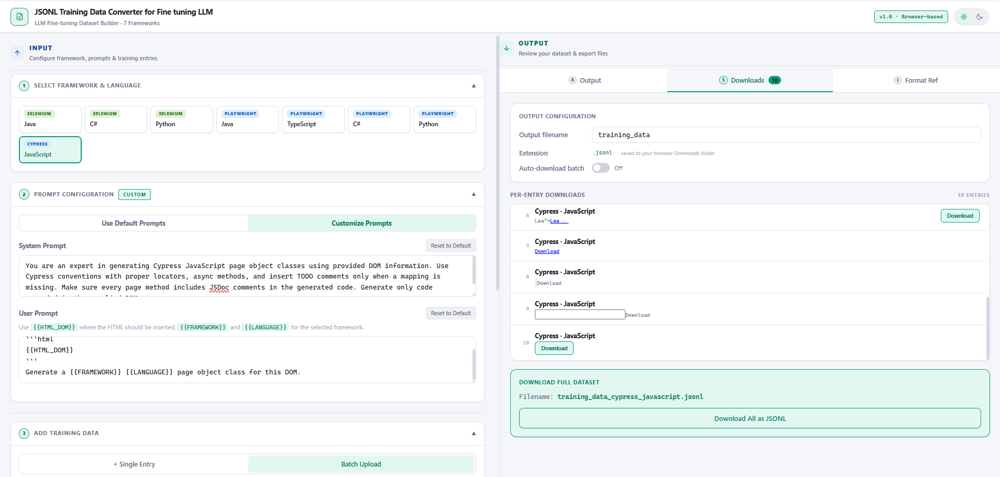 JSONL Training Data Converter for Fine tuning LLM
LLM Fine-tuning Dataset Builder · 7 Frameworks
v1.0 · Browser-based
INPUT
Configure framework, prompts & training entries
1 SELECT FRAMEWORK & LANGUAGE ▲
SELENIUM
Java
SELENIUM
C#
SELENIUM
Python
PLAYWRIGHT
Java
PLAYWRIGHT
TypeScript
PLAYWRIGHT
C#
PLAYWRIGHT
Python
CYPRESS
JavaScript
2 PROMPT CONFIGURATION CUSTOM ▲
Use Default Prompts
Customize Prompts
System Prompt
Reset to Default
You are an expert in generating Cypress JavaScript page object classes using provided DOM information. Use
Cypress conventions with proper locators, async methods, and insert TODO comments only when a mapping is
missing. Make sure every page method includes JSDoc comments in the generated code. Generate only code
User Prompt
Reset to Default
Use {{HTML_DOM}} where the HTML should be inserted, {{FRAMEWORK}} and {{LANGUAGE}} for the selected framework.
```html
{{HTML_DOM}}
```
Generate a {{FRAMEWORK}} {{LANGUAGE}} page object class for this DOM.
3 ADD TRAINING DATA ▲
+ Single Entry
Batch Upload
OUTPUT
Review your dataset & export files
4 Output
5 Downloads 10
i Format Ref
OUTPUT CONFIGURATION
Output filename training_data
Extension .jsonl saved to your browser Downloads folder
Auto-download batch Off
PER-ENTRY DOWNLOADS 10 ENTRIES
6 Cypress · JavaScript
Lea">Lea...
Download
7 Cypress · JavaScript
Download
8 Cypress · JavaScript
Download
9 Cypress · JavaScript
Download
10 Cypress · JavaScript
Download
DOWNLOAD FULL DATASET
Filename: training_data_cypress_javascript.jsonl
Download All as JSONL